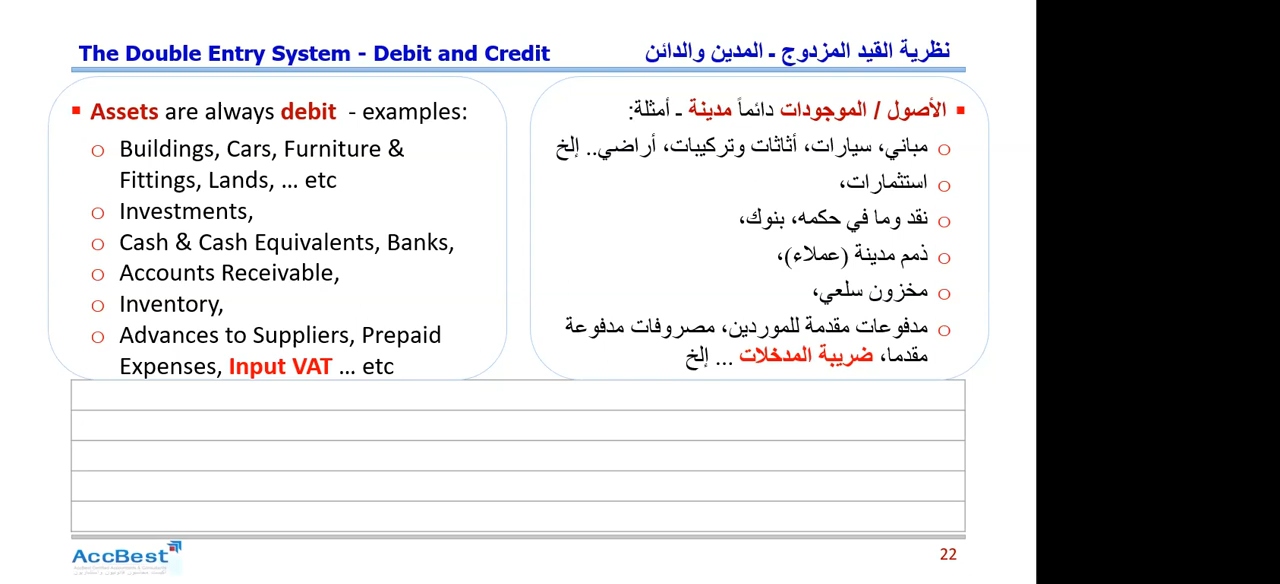 The Double Entry System - Debit and Credit
نظرية القيد المزدوج - المدين والدائن
Assets are always debit - examples:
Buildings, Cars, Furniture &
Fittings, Lands, ... etc
Investments,
Cash & Cash Equivalents, Banks,
Accounts Receivable,
Inventory,
Advances to Suppliers, Prepaid
Expenses, Input VAT ... etc
الأصول / الموجودات دائماً مدينة - أمثلة:
مباني، سيارات، أثاثات وتركيبات، أراضي.. إلخ
استثمارات،
نقد وما في حكمه، بنوك،
ذمم مدينة (عملاء)،
مخزون سلعي،
مدفوعات مقدمة للموردين، مصروفات مدفوعة
مقدما، ضريبة المدخلات ... إلخ
AccBest
22